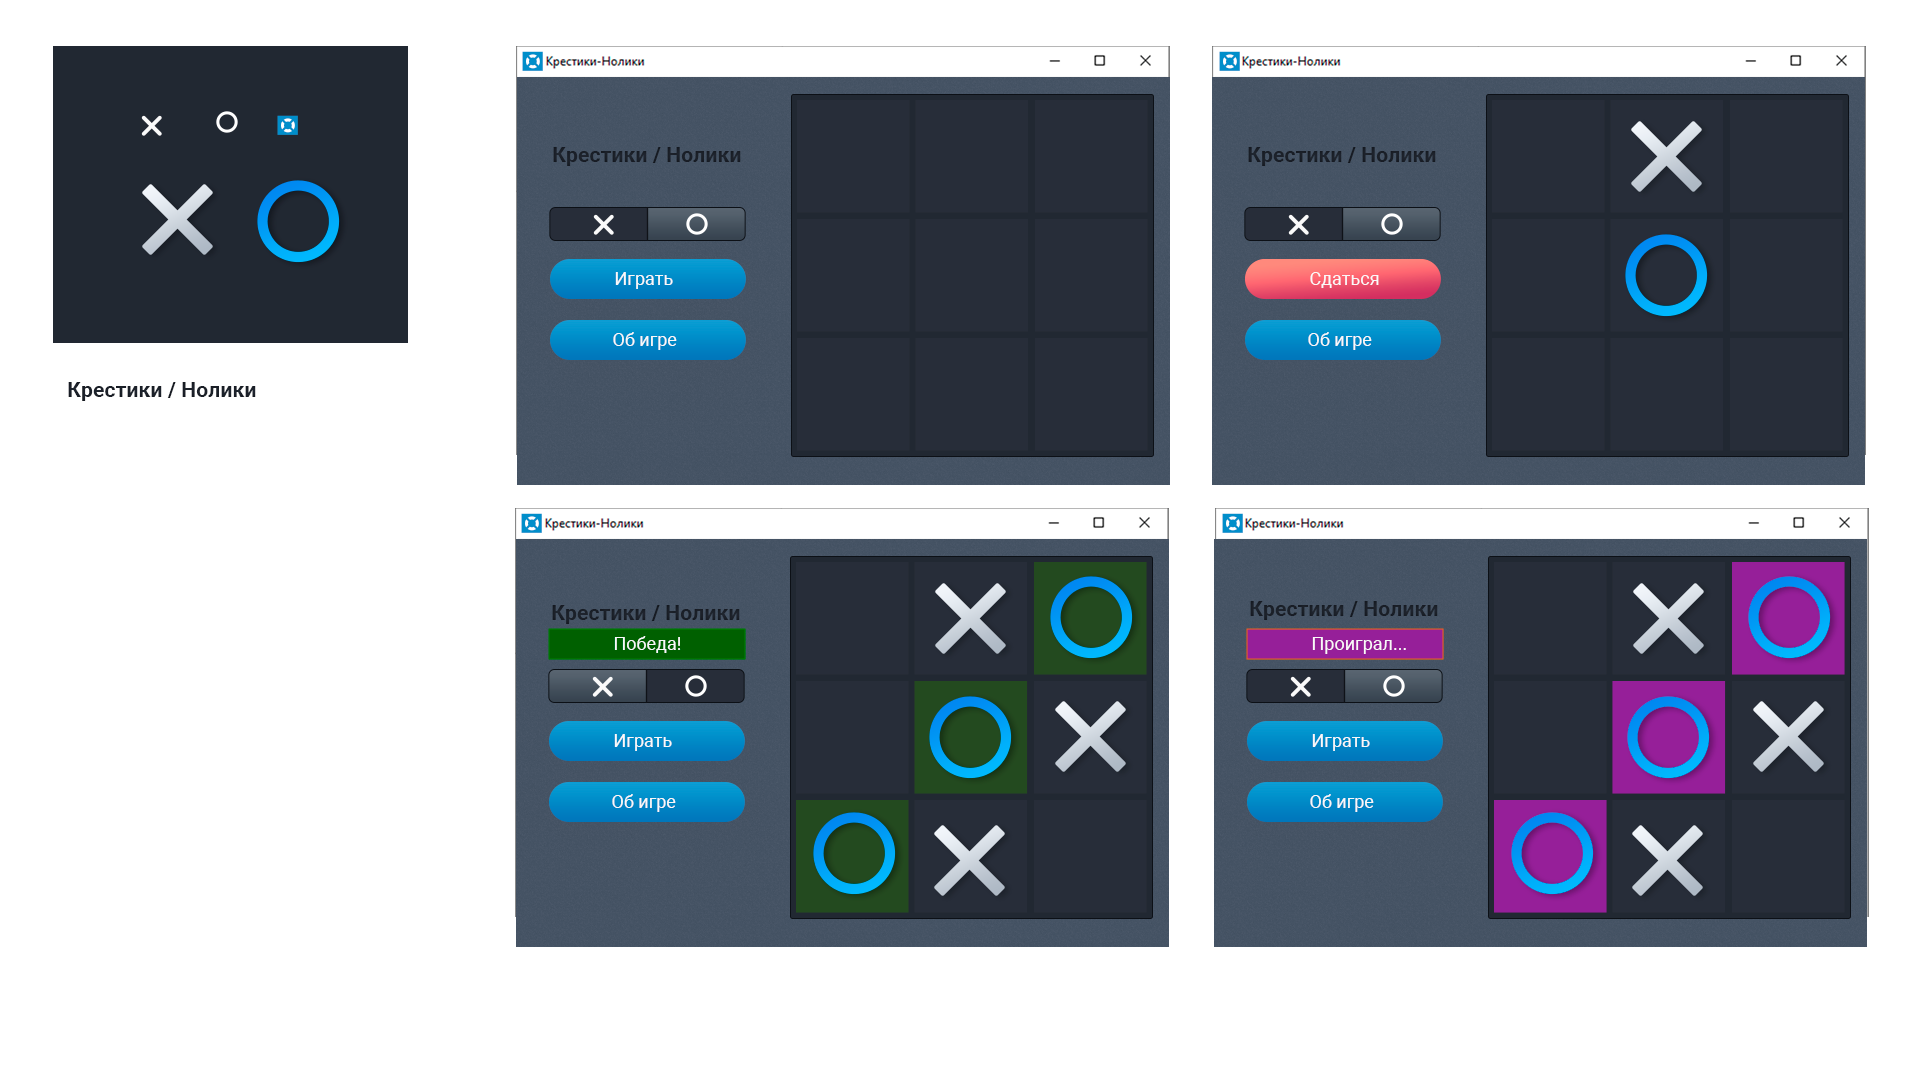 Крестики / Нолики
Крестики-Нолики
Крестики / Нолики
Играть
Об игре
Крестики-Нолики
Крестики / Нолики
Сдаться
Об игре
Крестики-Нолики
Крестики / Нолики
Победа!
Играть
Об игре
Крестики-Нолики
Крестики / Нолики
Проиграл...
Играть
Об игре